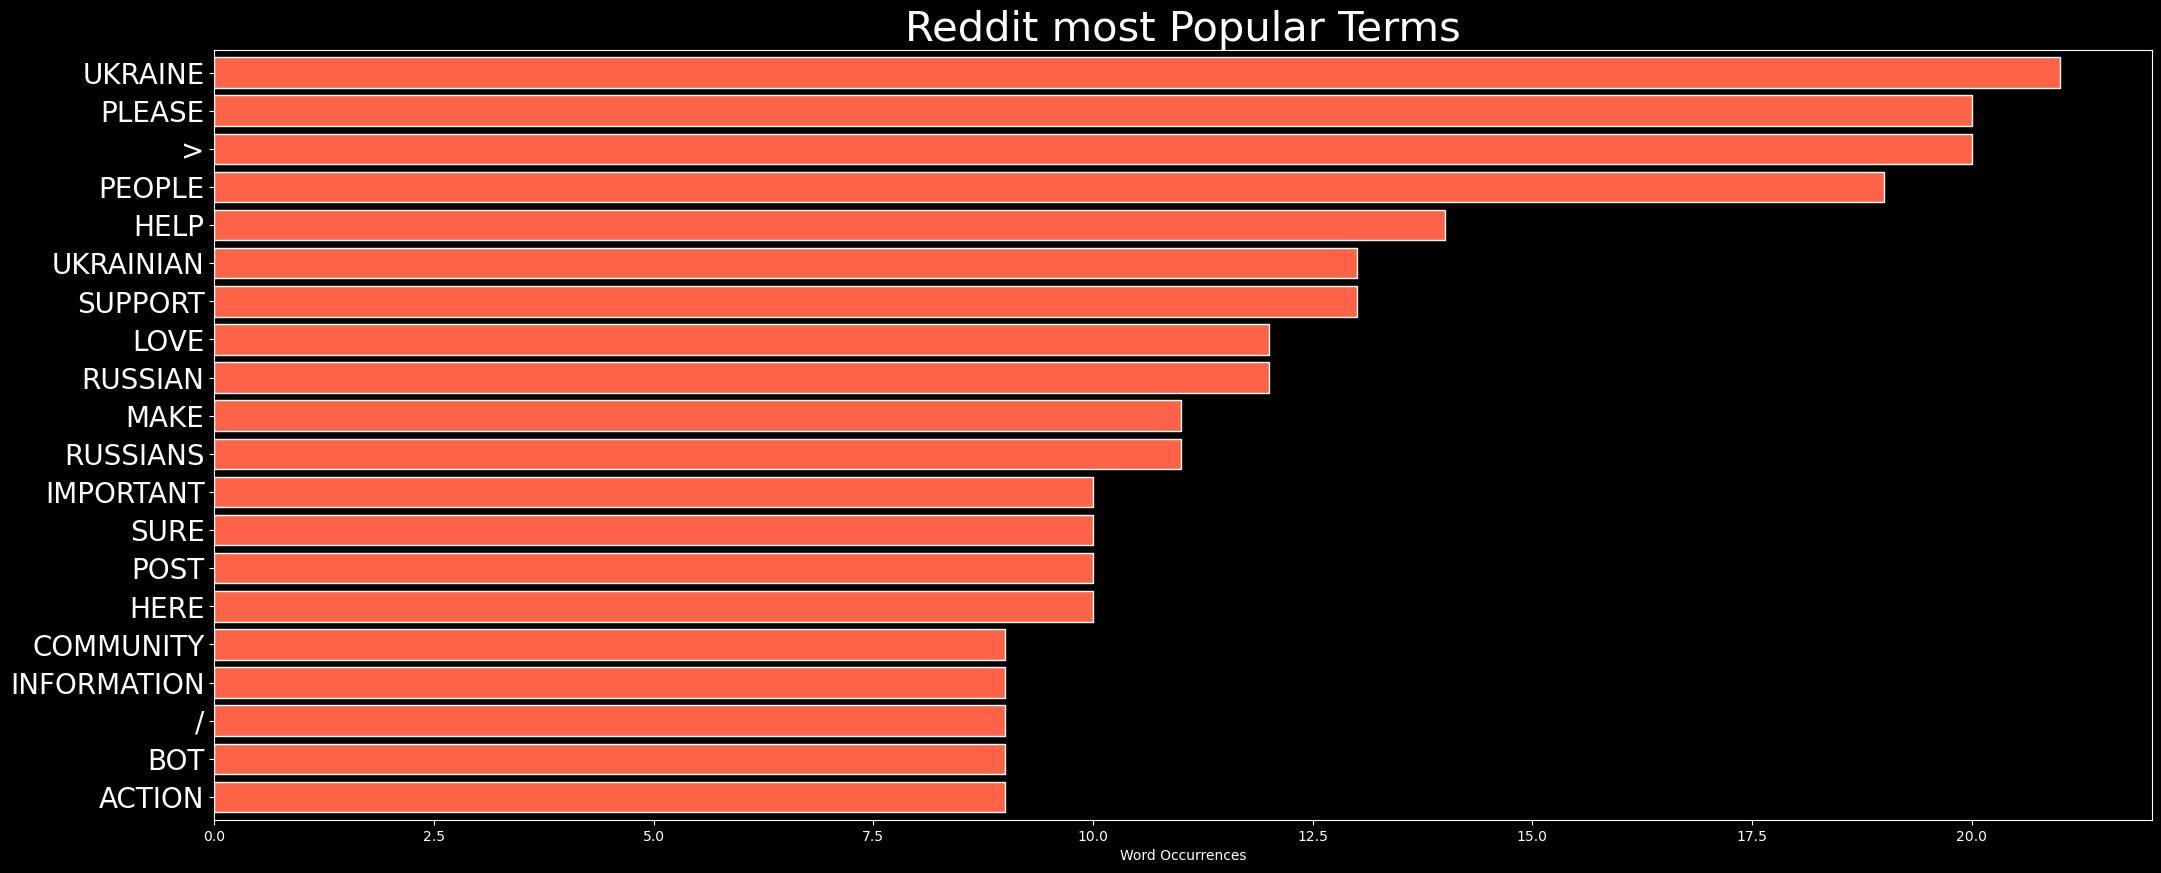 Reddit most Popular Terms
UKRAINE
PLEASE
>
PEOPLE
HELP
UKRAINIAN
SUPPORT
LOVE
RUSSIAN
MAKE
RUSSIANS
IMPORTANT
SURE
POST
HERE
COMMUNITY
INFORMATION
/
BOT
ACTION
0.0 2.5 5.0 7.5 10.0 12.5 15.0 17.5 20.0
Word Occurrences